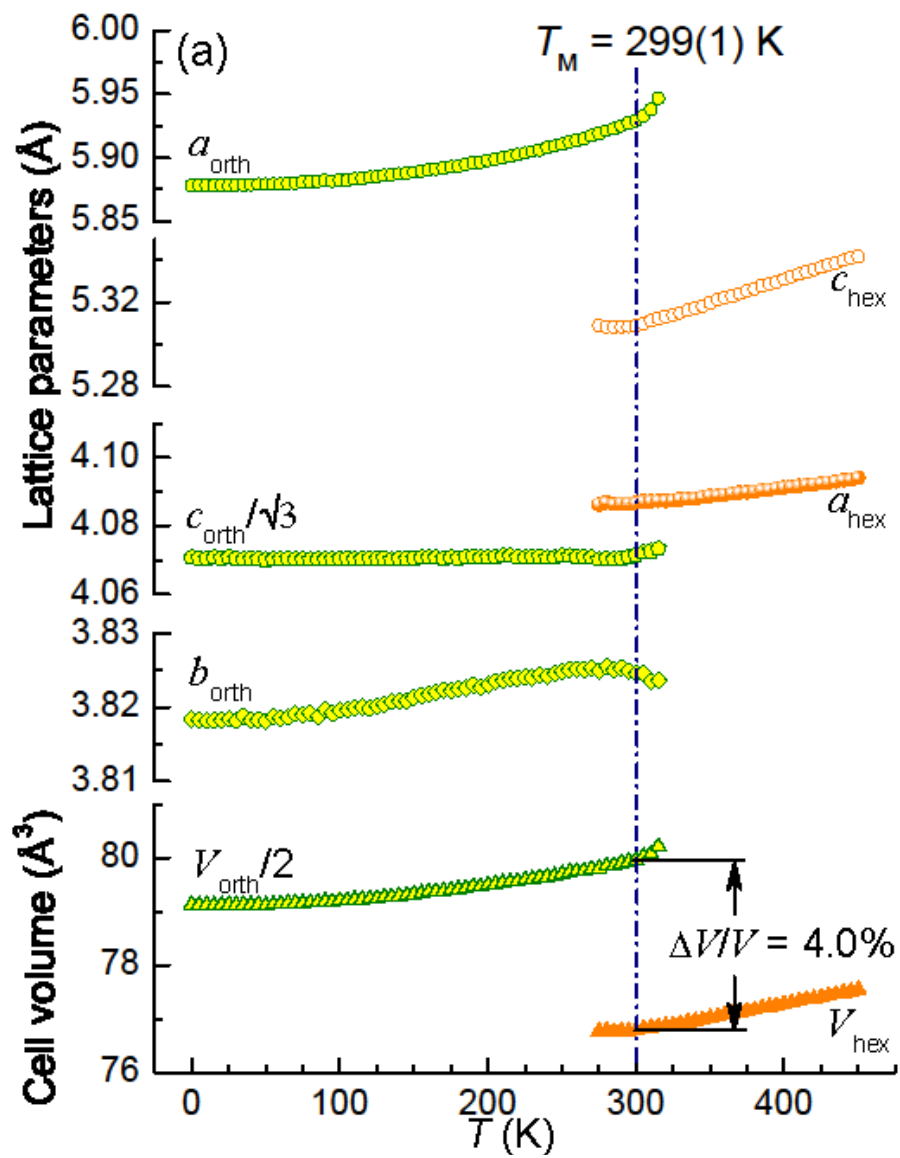 (a)
T_M = 299(1) K
Lattice parameters (Å)
6.00
5.95
5.90
5.85
a_orth
5.32
5.28
c_hex
4.10
4.08
4.06
c_orth/√3
a_hex
3.83
3.82
3.81
b_orth
Cell volume (Å³)
80
78
76
V_orth/2
ΔV/V = 4.0%
V_hex
0 100 200 300 400
T (K)